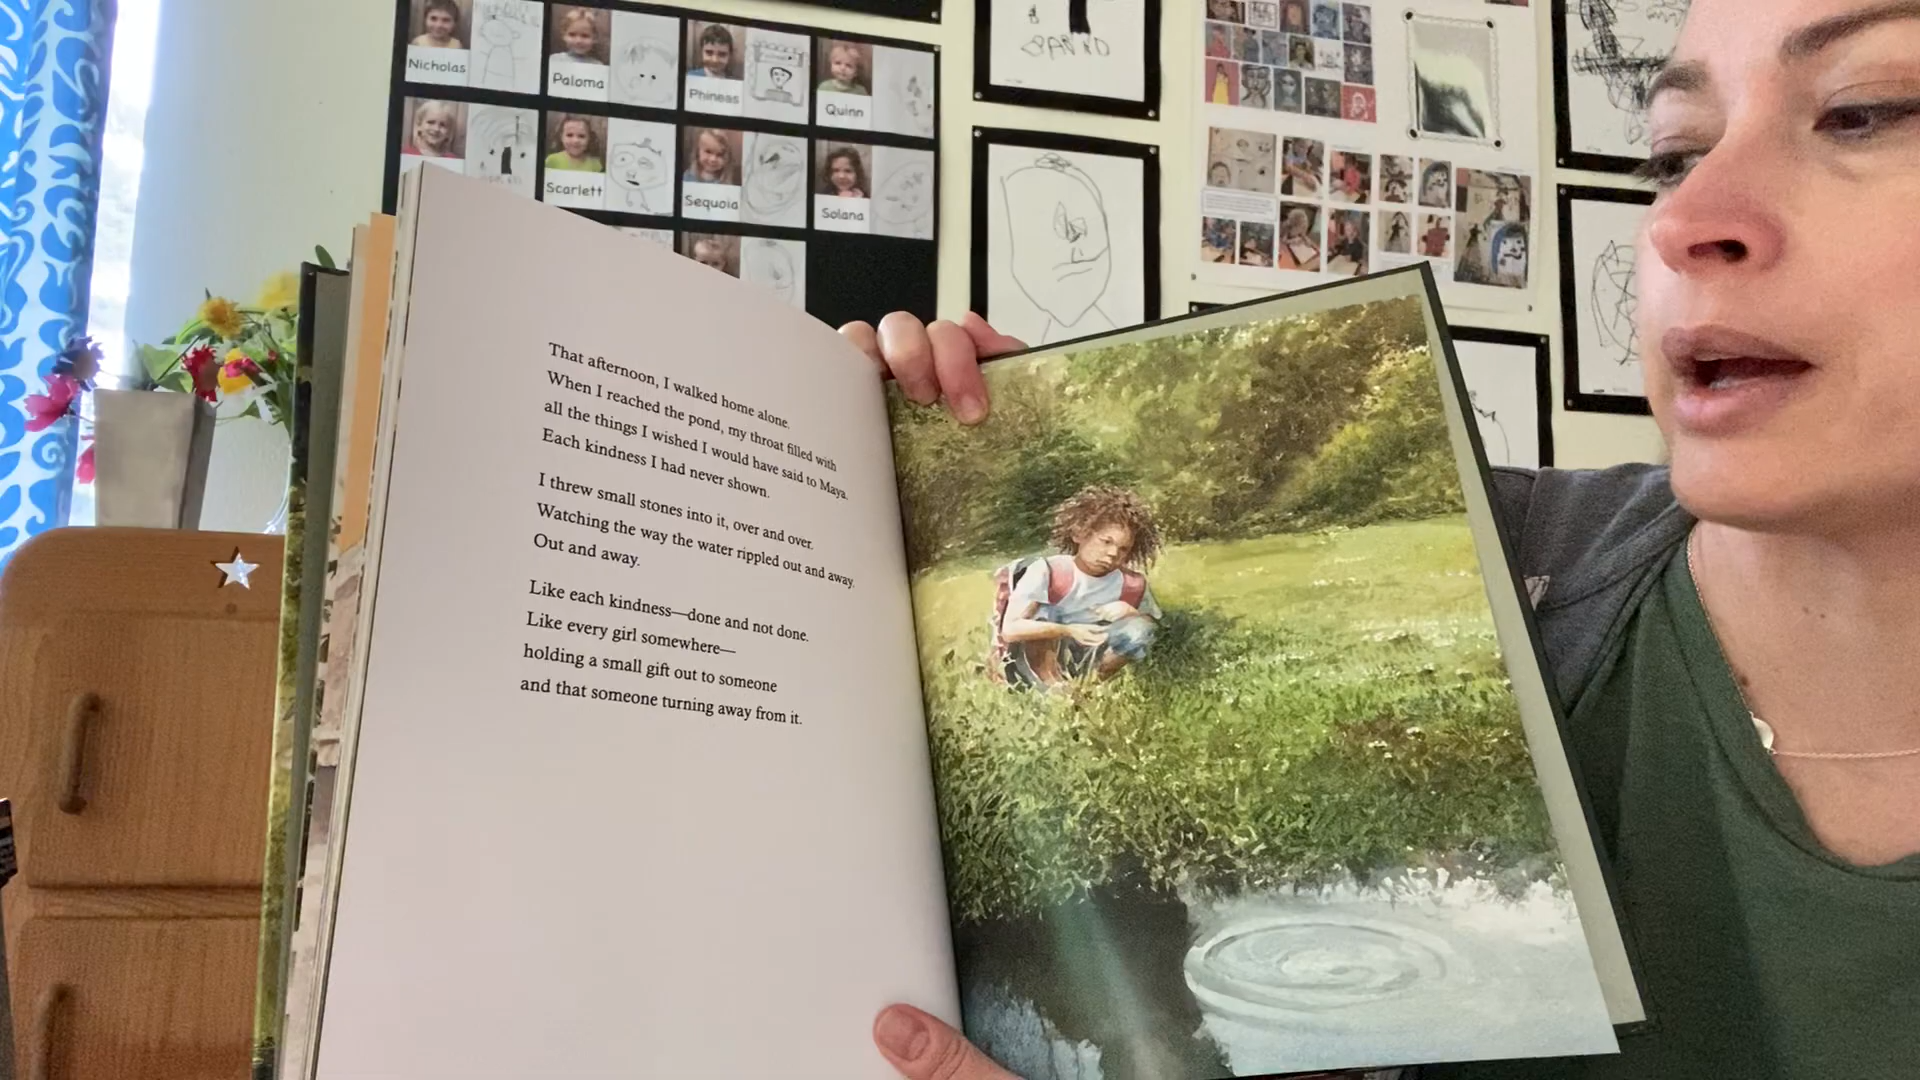 Nicholas
Paloma
Phineas
Quinn
Scarlett
Sequoia
Solana
That afternoon, I walked home alone.
When I reached the pond, my throat filled with
all the things I wished I would have said to Maya.
Each kindness I had never shown.
I threw small stones into it, over and over.
Watching the way the water rippled out and away.
Out and away.
Like each kindness—done and not done.
Like every girl somewhere—
holding a small gift out to someone
and that someone turning away from it.